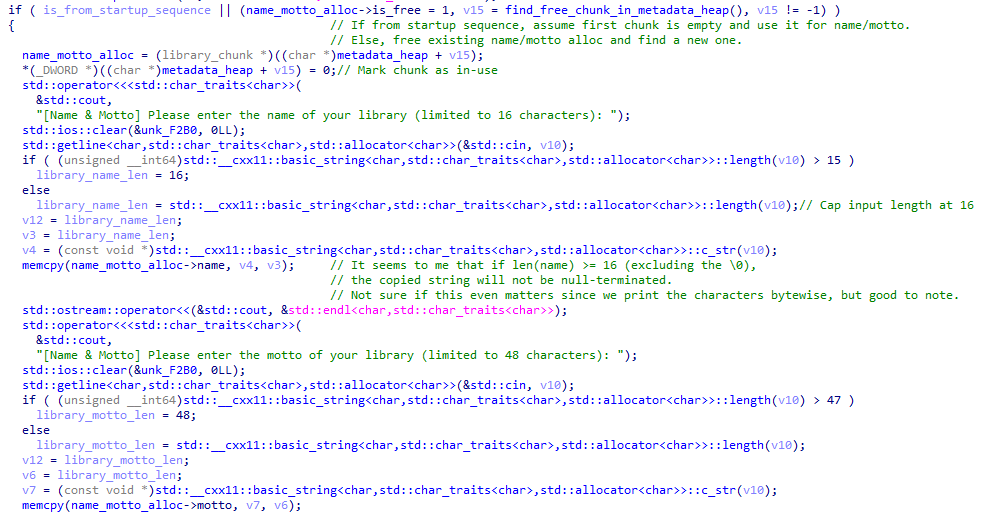 if ( is_from_startup_sequence || (name_motto_alloc->is_free = 1, v15 = find_free_chunk_in_metadata_heap(), v15 != -1) )
{ // If from startup sequence, assume first chunk is empty and use it for name/motto.
// Else, free existing name/motto alloc and find a new one.
name_motto_alloc = (library_chunk *)((char *)metadata_heap + v15);
*(_DWORD *)((char *)metadata_heap + v15) = 0;// Mark chunk as in-use
std::operator<<<std::char_traits<char>>(
&std::cout,
"[Name & Motto] Please enter the name of your library (limited to 16 characters): ");
std::ios::clear(&unk_F2B0, 0LL);
std::getline<char,std::char_traits<char>,std::allocator<char>>(&std::cin, v10);
if ( (unsigned __int64)std::__cxx11::basic_string<char,std::char_traits<char>,std::allocator<char>>::length(v10) > 15 )
library_name_len = 16;
else
library_name_len = std::__cxx11::basic_string<char,std::char_traits<char>,std::allocator<char>>::length(v10);// Cap input length at 16
v12 = library_name_len;
v3 = library_name_len;
v4 = (const void *)std::__cxx11::basic_string<char,std::char_traits<char>,std::allocator<char>>::c_str(v10);
memcpy(name_motto_alloc->name, v4, v3); // It seems to me that if len(name) >= 16 (excluding the \0),
// the copied string will not be null-terminated.
// Not sure if this even matters since we print the characters bytewise, but good to note.
std::ostream::operator<<(&std::cout, &std::endl<char,std::char_traits<char>>);
std::operator<<<std::char_traits<char>>(
&std::cout,
"[Name & Motto] Please enter the motto of your library (limited to 48 characters): ");
std::ios::clear(&unk_F2B0, 0LL);
std::getline<char,std::char_traits<char>,std::allocator<char>>(&std::cin, v10);
if ( (unsigned __int64)std::__cxx11::basic_string<char,std::char_traits<char>,std::allocator<char>>::length(v10) > 47 )
library_motto_len = 48;
else
library_motto_len = std::__cxx11::basic_string<char,std::char_traits<char>,std::allocator<char>>::length(v10);
v12 = library_motto_len;
v6 = library_motto_len;
v7 = (const void *)std::__cxx11::basic_string<char,std::char_traits<char>,std::allocator<char>>::c_str(v10);
memcpy(name_motto_alloc->motto, v7, v6);